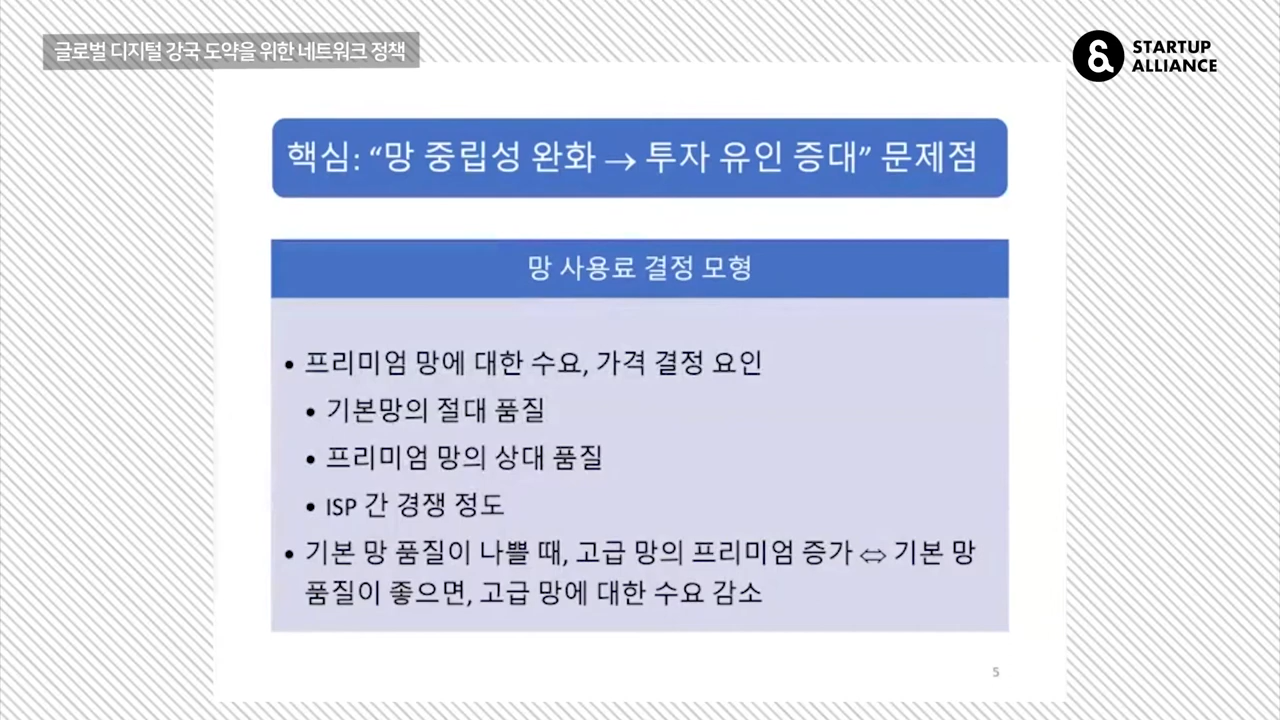 글로벌 디지털 강국 도약을 위한 네트워크 정책
STARTUP
ALLIANCE
핵심: “망 중립성 완화 → 투자 유인 증대” 문제점
망 사용료 결정 모형
• 프리미엄 망에 대한 수요, 가격 결정 요인
• 기본망의 절대 품질
• 프리미엄 망의 상대 품질
• ISP 간 경쟁 정도
• 기본 망 품질이 나쁠 때, 고급 망의 프리미엄 증가 ⇔ 기본 망
품질이 좋으면, 고급 망에 대한 수요 감소
5